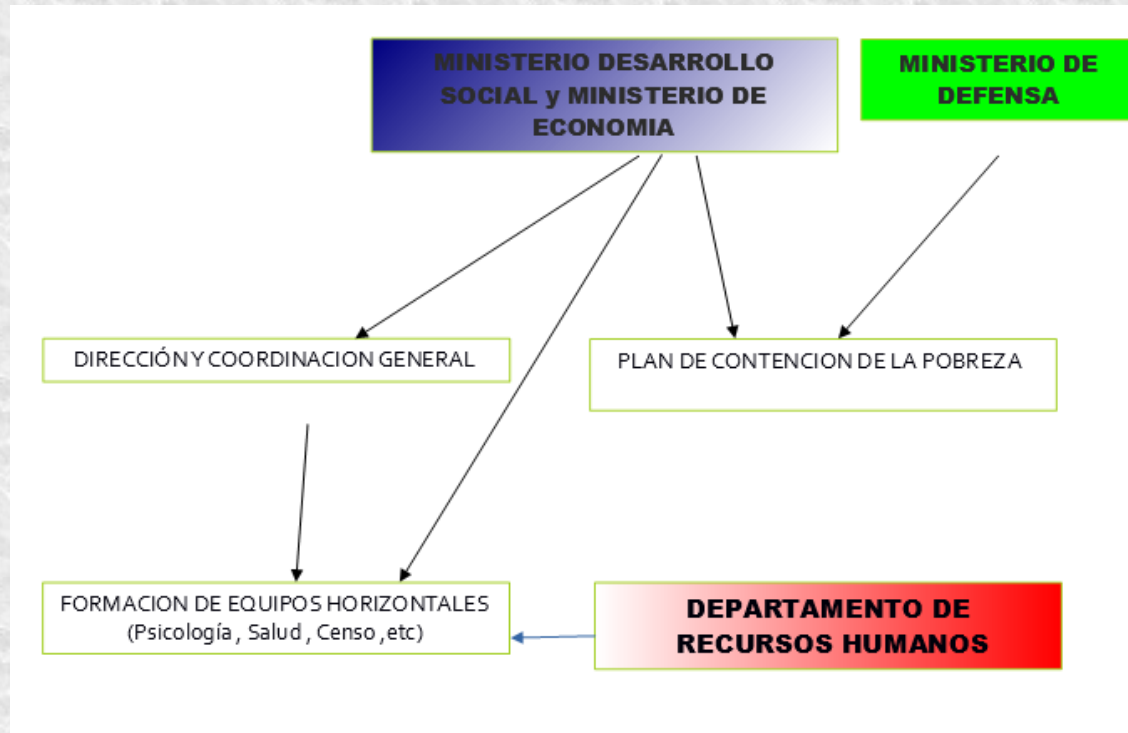 MINISTERIO DESARROLLO
SOCIAL y MINISTERIO DE
ECONOMIA
MINISTERIO DE
DEFENSA
DIRECCIÓN Y COORDINACION GENERAL
PLAN DE CONTENCION DE LA POBREZA
FORMACION DE EQUIPOS HORIZONTALES
(Psicología , Salud , Censo ,etc)
DEPARTAMENTO DE
RECURSOS HUMANOS